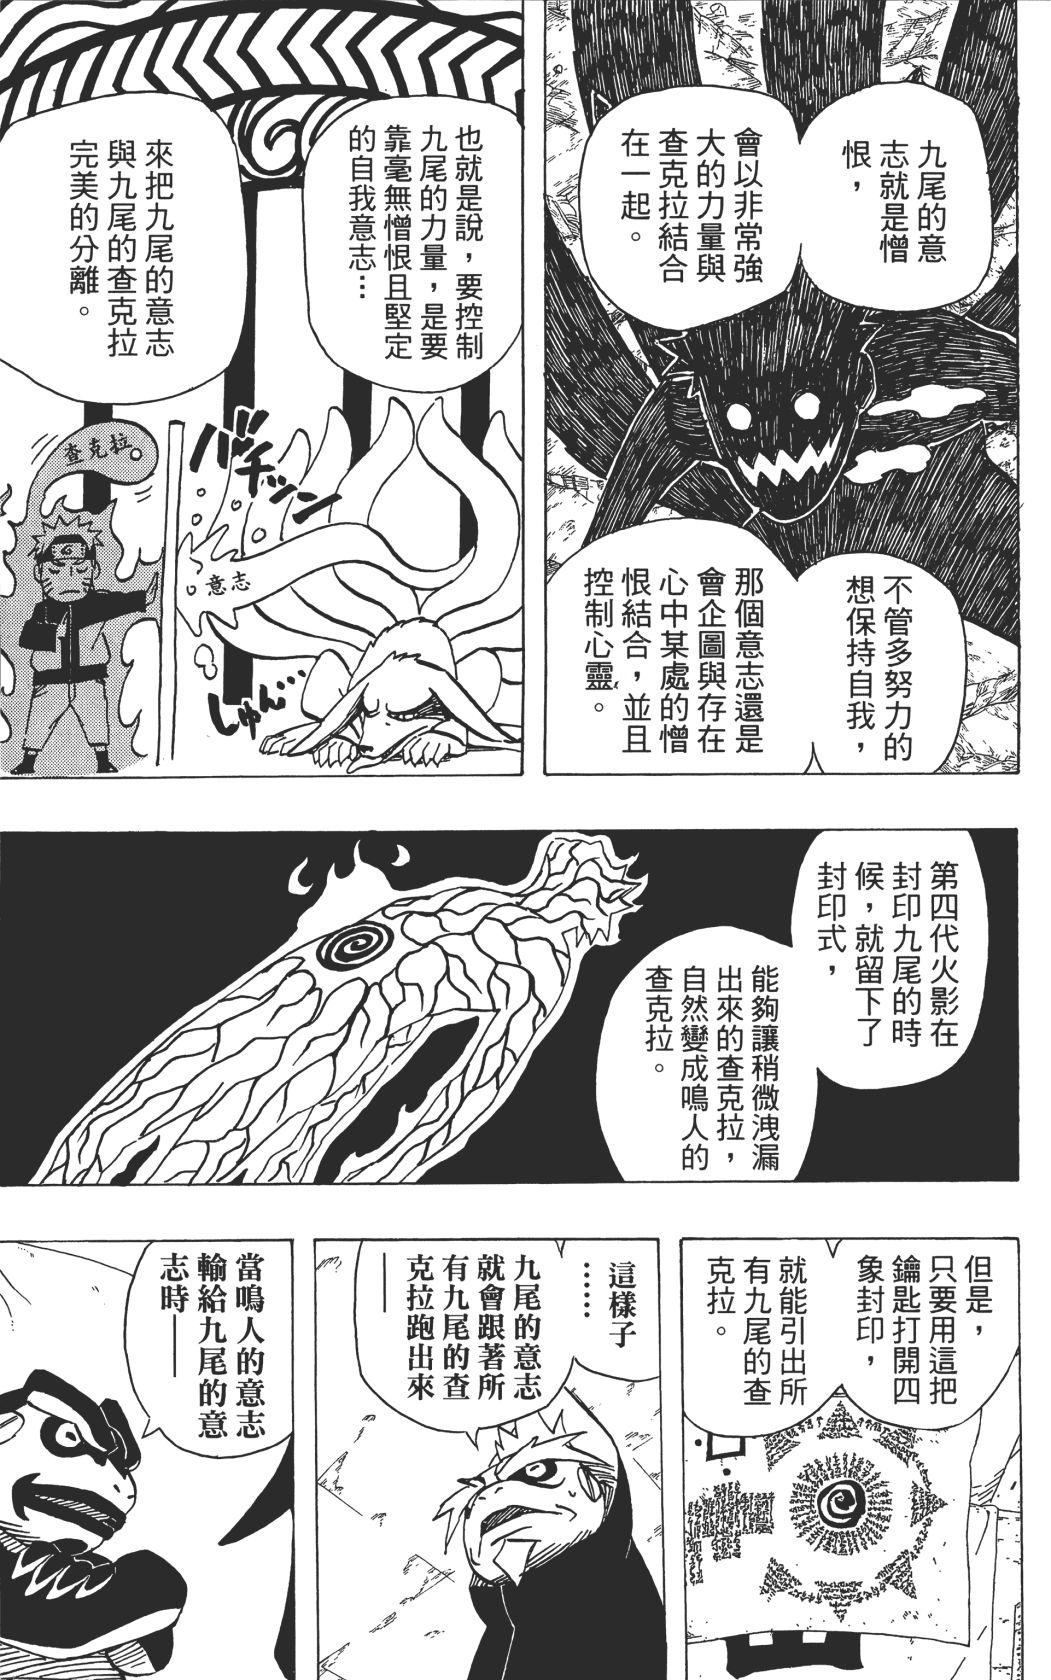 九尾的意
志就是憎
恨，
會以非常強
大的力量與
查克拉結合
在一起。
不管多努力的
想保持自我，
那個意志還是
會企圖與存在
心中某處的憎
恨結合，並且
控制心靈。
也就是說，要控制
九尾的力量，是要
靠毫無憎恨且堅定
的自我意志…
來把九尾的意志
與九尾的查克拉
完美的分離。
バチッッン
查克拉。
意志
しゅん…
第四代火影在
封印九尾的時
候，就留下了
封印式，
能夠讓稍微洩漏
出來的查克拉，
自然變成鳴人的
查克拉。
但是，
只要用這把
鑰匙打開四
象封印，
就能引出所
有九尾的查
克拉。
這樣子
……
九尾的意志
就會跟著所
有九尾的查
克拉跑出來
——
當鳴人的意志
輸給九尾的意
志時——